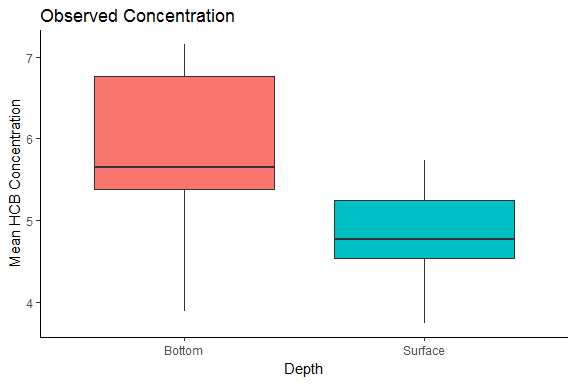 Observed Concentration
Mean HCB Concentration
7
6
5
4
Bottom
Surface
Depth